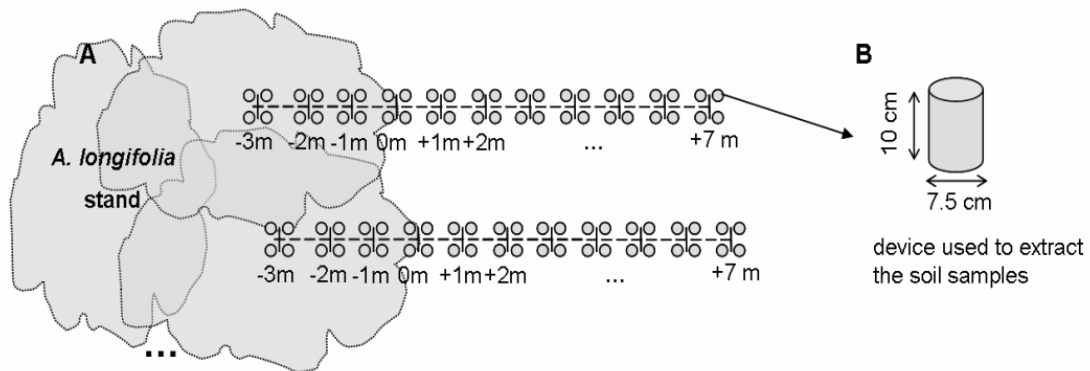 A
A. longifolia
stand
...
-3m -2m -1m 0m +1m +2m ... +7 m
-3m -2m -1m 0m +1m +2m ... +7 m
B
10 cm
7.5 cm
device used to extract
the soil samples